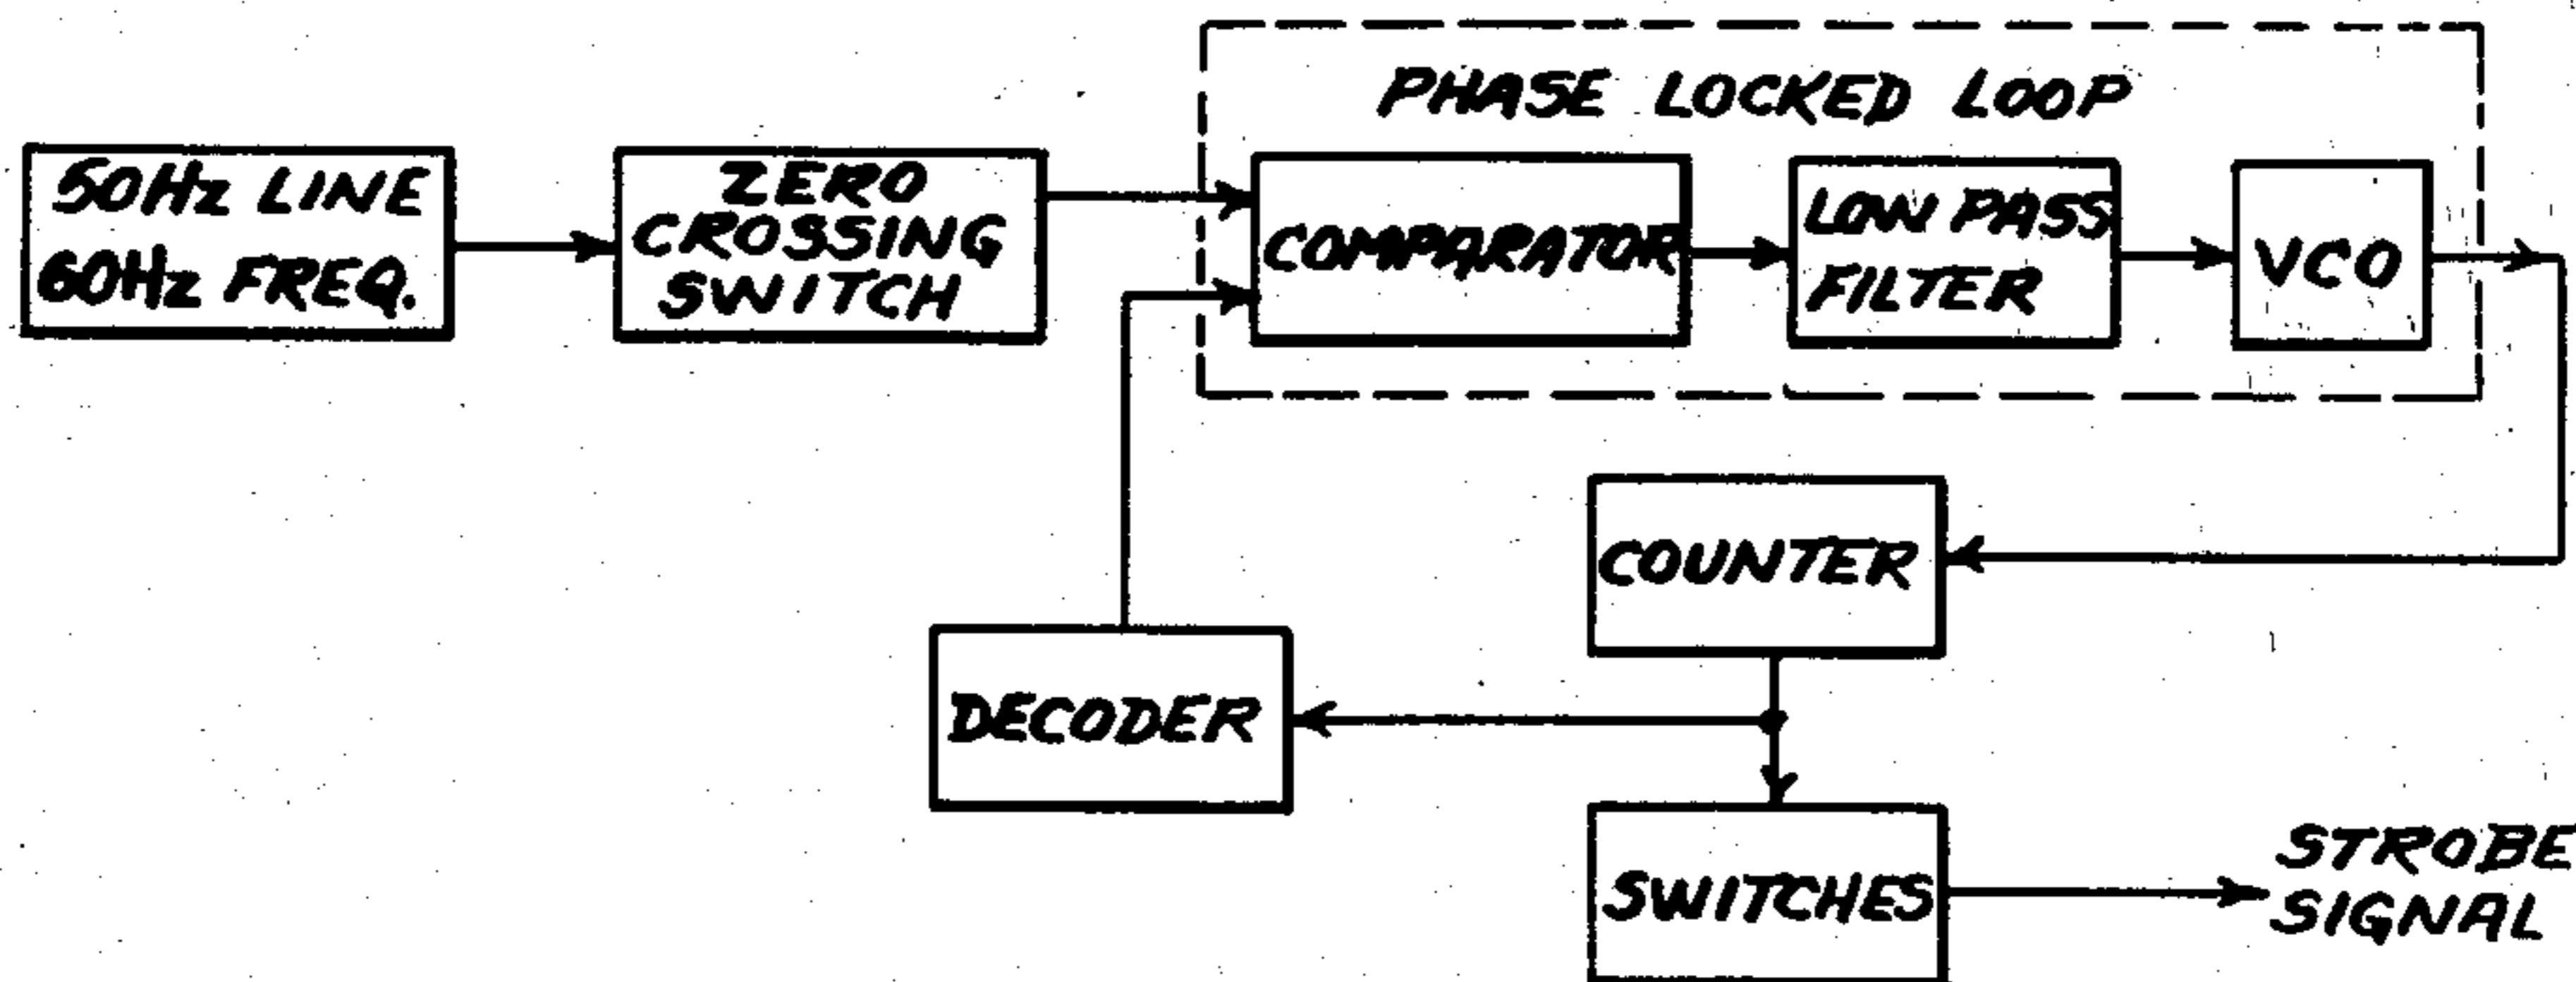 PHASE LOCKED LOOP
50Hz LINE
60Hz FREQ.
ZERO
CROSSING
SWITCH
COMPARATOR
LOW PASS
FILTER
VCO
COUNTER
DECODER
SWITCHES
STROBE
SIGNAL